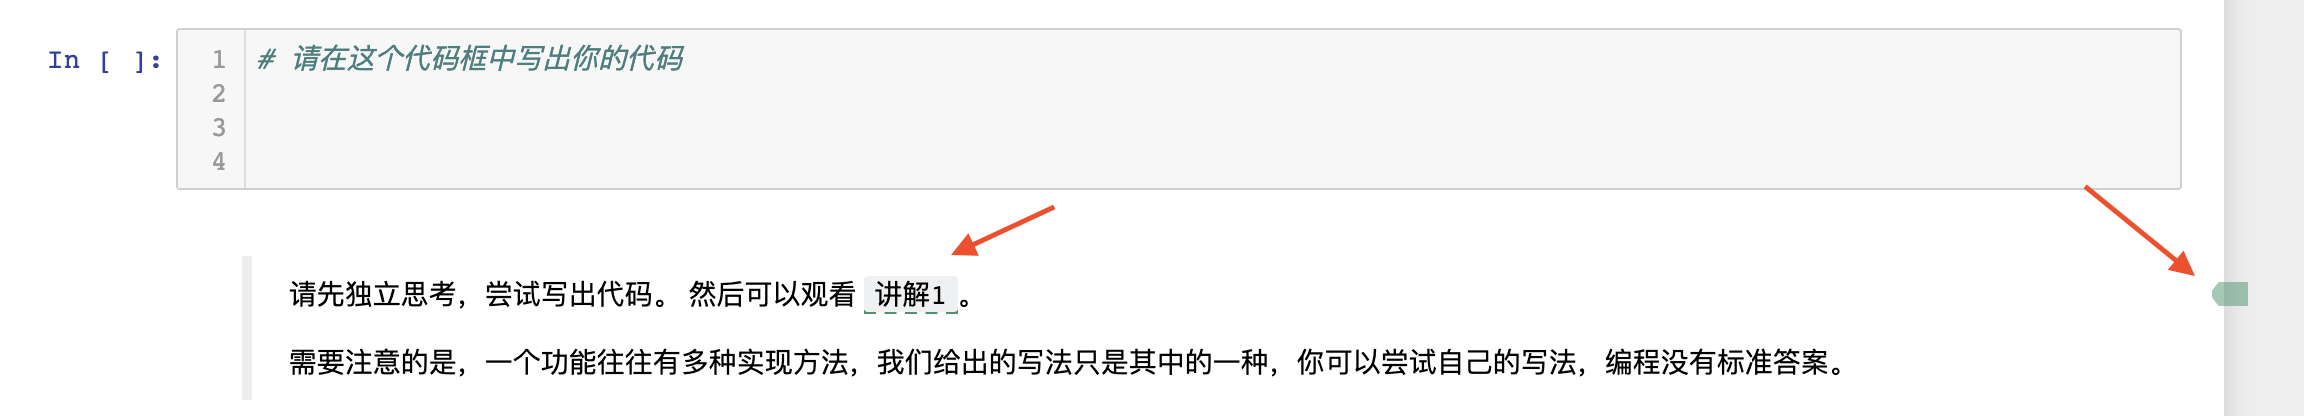 In [ ]:
1 # 请在这个代码框中写出你的代码
2
3
4
请先独立思考，尝试写出代码。 然后可以观看 讲解1 。
需要注意的是，一个功能往往有多种实现方法，我们给出的写法只是其中的一种，你可以尝试自己的写法，编程没有标准答案。